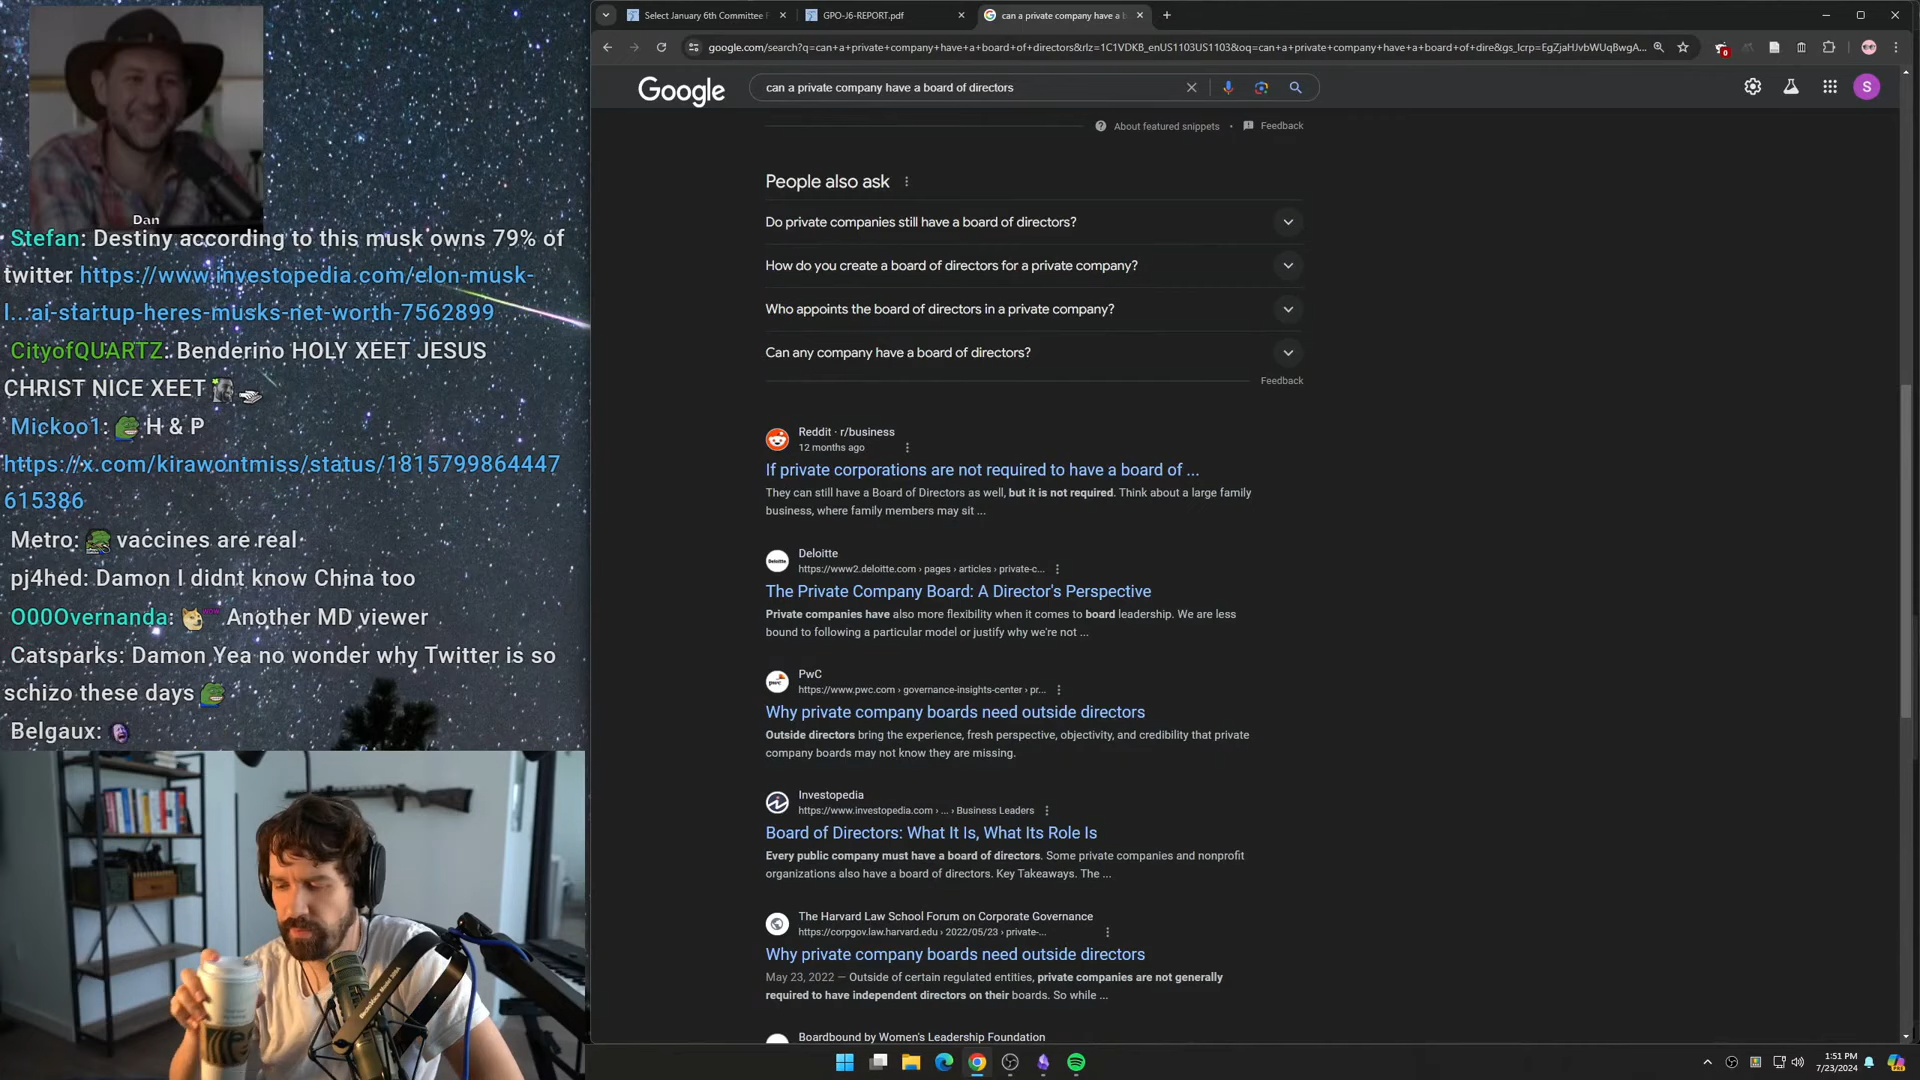 Select January 6th Committee F
GPO-J6-REPORT.pdf
can a private company have a b
google.com/search?q=can+a+private+company+have+a+board+of+directors&rlz=1C1VDKB_enUS1103US1103&oq=can+a+private+company+have+a+board+of+dire&gs_lcrp=EgZjaHJvbWUqBwgA...
Google
can a private company have a board of directors
S
About featured snippets
Feedback
People also ask
Do private companies still have a board of directors?
How do you create a board of directors for a private company?
Who appoints the board of directors in a private company?
Can any company have a board of directors?
Feedback
Reddit · r/business
12 months ago
If private corporations are not required to have a board of ...
They can still have a Board of Directors as well, but it is not required. Think about a large family
business, where family members may sit ...
Deloitte
https://www2.deloitte.com › pages › articles › private-c...
The Private Company Board: A Director's Perspective
Private companies have also more flexibility when it comes to board leadership. We are less
bound to following a particular model or justify why we're not ...
PwC
https://www.pwc.com › governance-insights-center › pr...
Why private company boards need outside directors
Outside directors bring the experience, fresh perspective, objectivity, and credibility that private
company boards may not know they are missing.
Investopedia
https://www.investopedia.com › ... › Business Leaders
Board of Directors: What It Is, What Its Role Is
Every public company must have a board of directors. Some private companies and nonprofit
organizations also have a board of directors. Key Takeaways. The ...
The Harvard Law School Forum on Corporate Governance
https://corpgov.law.harvard.edu › 2022/05/23 › private-...
Why private company boards need outside directors
May 23, 2022 — Outside of certain regulated entities, private companies are not generally
required to have independent directors on their boards. So while ...
Boardbound by Women's Leadership Foundation
1:51 PM
7/23/2024
Dan
Stefan: Destiny according to this musk owns 79% of
twitter https://www.investopedia.com/elon-musk-
l...ai-startup-heres-musks-net-worth-7562899
CityofQUARTZ: Benderino HOLY XEET JESUS
CHRIST NICE XEET
Mickoo1: H & P
https://x.com/kirawontmiss/status/1815799864447
615386
Metro: vaccines are real
pj4hed: Damon I didnt know China too
O00Overnanda: Another MD viewer
Catsparks: Damon Yea no wonder why Twitter is so
schizo these days
Belgaux: